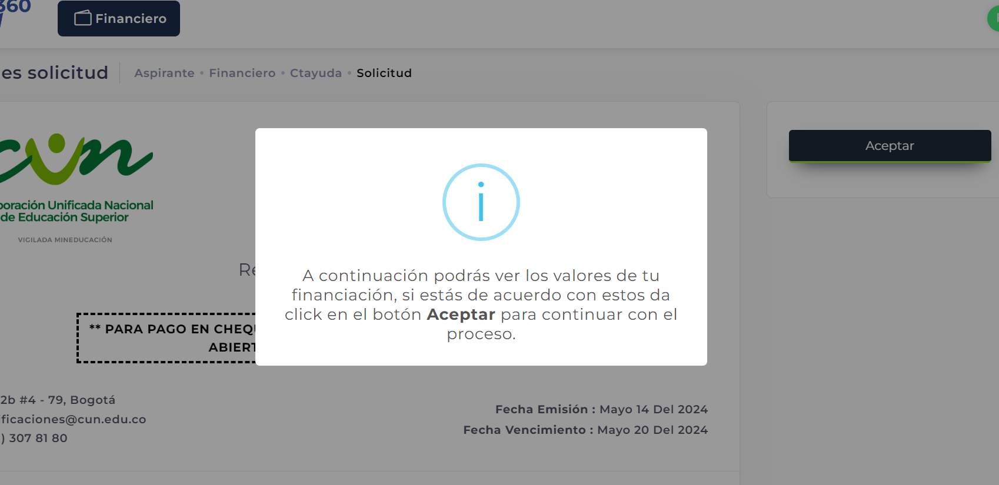 360
Financiero
es solicitud
Aspirante • Financiero • Ctayuda • Solicitud
Aceptar
cun
poración Unificada Nacional
de Educación Superior
VIGILADA MINEDUCACIÓN
Re
A continuación podrás ver los valores de tu
financiación, si estás de acuerdo con estos da
click en el botón Aceptar para continuar con el
proceso.
** PARA PAGO EN CHEQU
ABIERT
2b #4 - 79, Bogotá
ificaciones@cun.edu.co
) 307 81 80
Fecha Emisión : Mayo 14 Del 2024
Fecha Vencimiento : Mayo 20 Del 2024